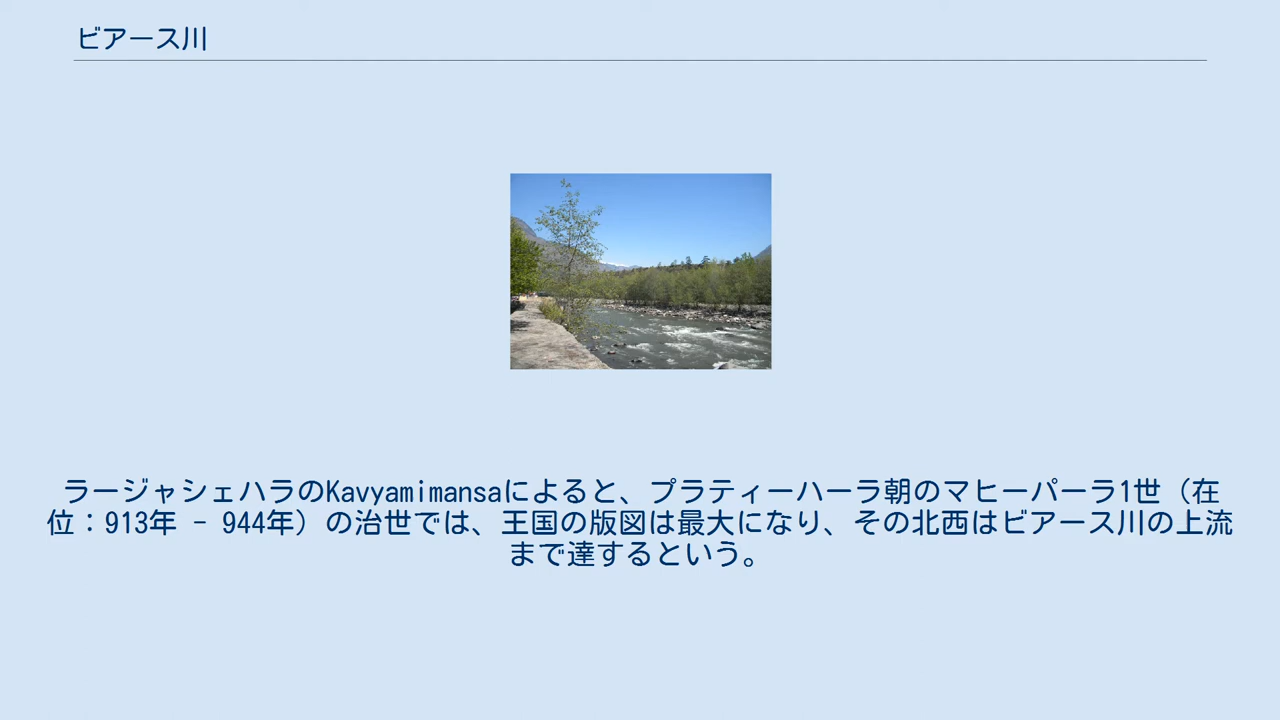 ビアース川
ラージャシェハラのKavyamimansaによると、プラティーハーラ朝のマヒーパーラ1世（在
位：913年 - 944年）の治世では、王国の版図は最大になり、その北西はビアース川の上流
まで達するという。